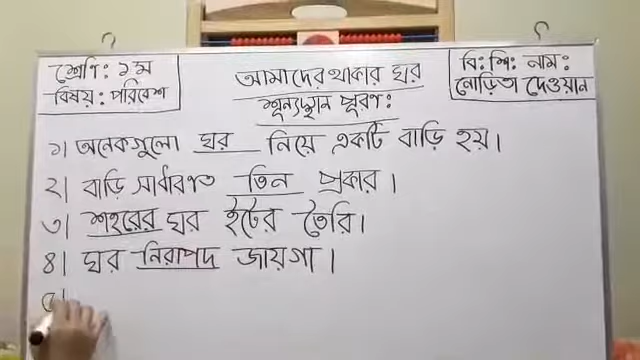 শ্রেণি: ১ম
বিষয়: পরিবেশ
আমাদের থাকার ঘর
শূন্যস্থান পূরণ:
বি: শি: নাম:
নোড়িতা দেওয়ান
১। অনেকগুলো ঘর নিয়ে একটি বাড়ি হয়।
২। বাড়ি সাধারণত তিন প্রকার।
৩। শহরের ঘর ইটের তৈরি।
৪। ঘর নিরাপদ জায়গা।
৫।